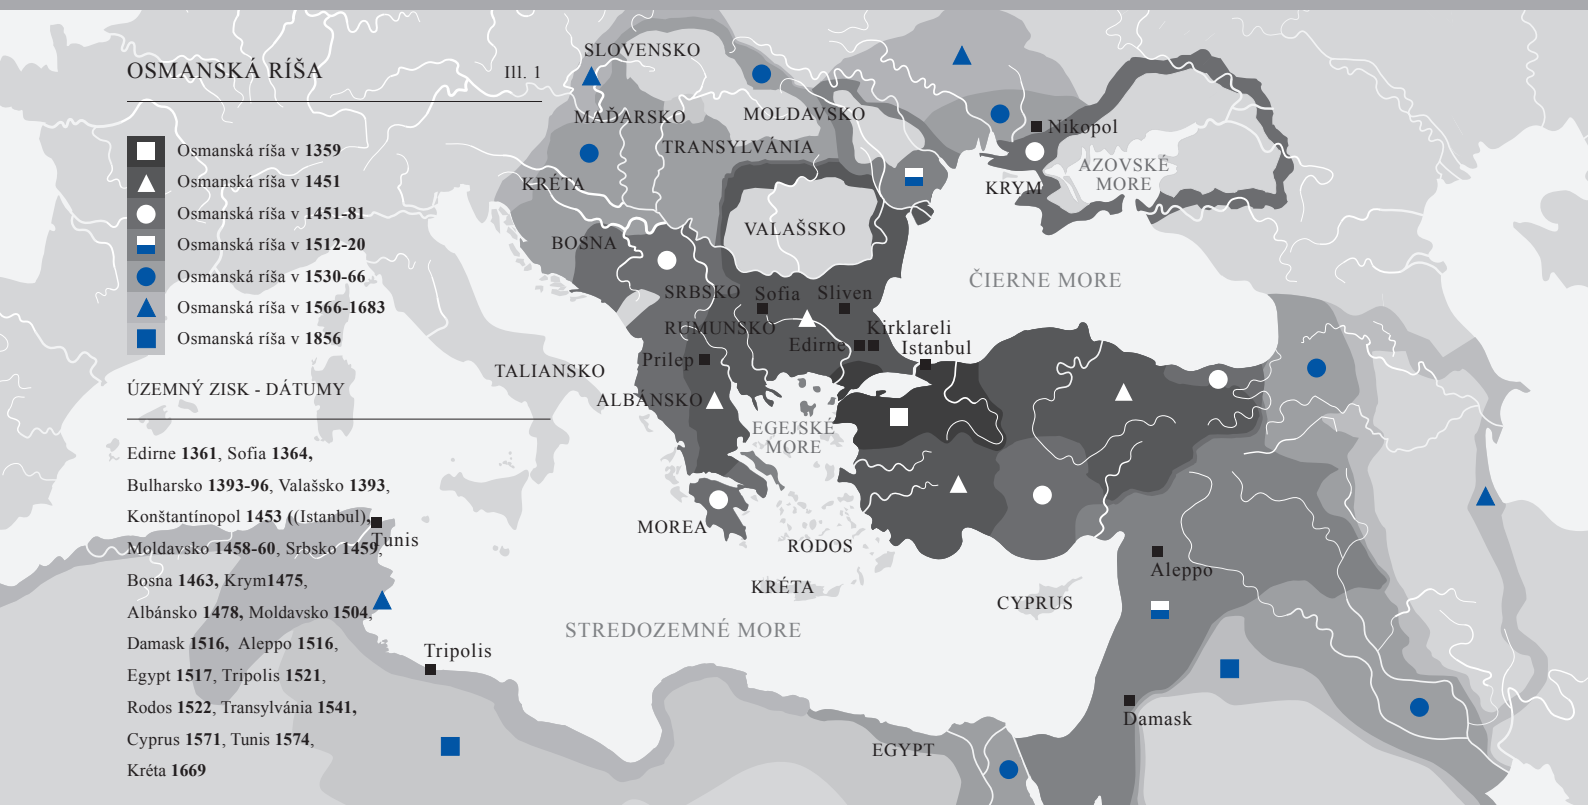 OSMANSKÁ RÍŠA
Ill. 1
Osmanská ríša v 1359
Osmanská ríša v 1451
Osmanská ríša v 1451-81
Osmanská ríša v 1512-20
Osmanská ríša v 1530-66
Osmanská ríša v 1566-1683
Osmanská ríša v 1856
ÚZEMNÝ ZISK - DÁTUMY
Edirne 1361, Sofia 1364,
Bulharsko 1393-96, Valašsko 1393,
Konštantínopol 1453 ((Istanbul),
Moldavsko 1458-60, Srbsko 1459,
Bosna 1463, Krym1475,
Albánsko 1478, Moldavsko 1504,
Damask 1516, Aleppo 1516,
Egypt 1517, Tripolis 1521,
Rodos 1522, Transylvánia 1541,
Cyprus 1571, Tunis 1574,
Kréta 1669
SLOVENSKO
MAĎARSKO
MOLDAVSKO
TRANSYLVÁNIA
KRÉTA
Nikopol
AZOVSKÉ
MORE
KRYM
VALAŠSKO
BOSNA
ČIERNE MORE
SRBSKO
Sofia
Sliven
RUMUNSKO
Kirklareli
Edirne
Istanbul
Prilep
TALIANSKO
ALBÁNSKO
EGEJSKÉ
MORE
MOREA
RODOS
Tunis
KRÉTA
CYPRUS
Aleppo
STREDOZEMNÉ MORE
Tripolis
Damask
EGYPT